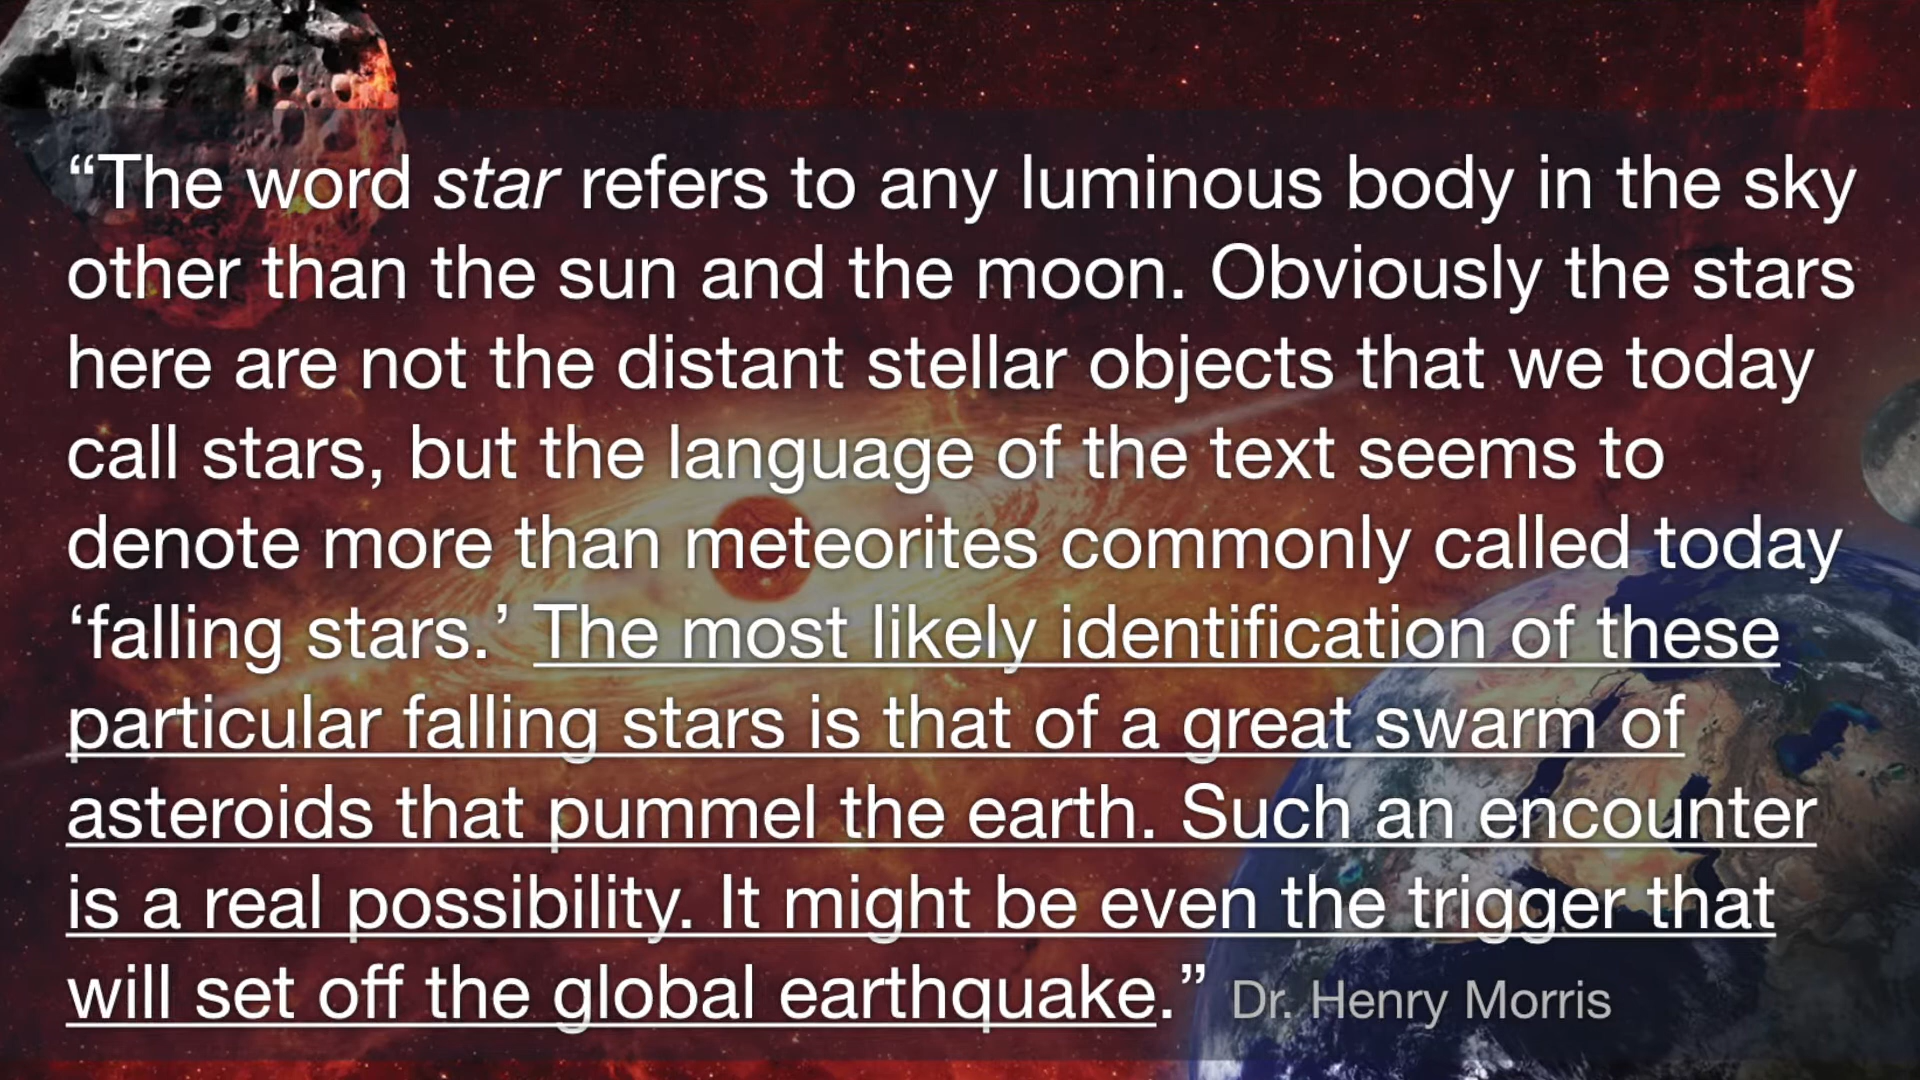 “The word star refers to any luminous body in the sky
other than the sun and the moon. Obviously the stars
here are not the distant stellar objects that we today
call stars, but the language of the text seems to
denote more than meteorites commonly called today
‘falling stars.’ The most likely identification of these
particular falling stars is that of a great swarm of
asteroids that pummel the earth. Such an encounter
is a real possibility. It might be even the trigger that
will set off the global earthquake.” Dr. Henry Morris